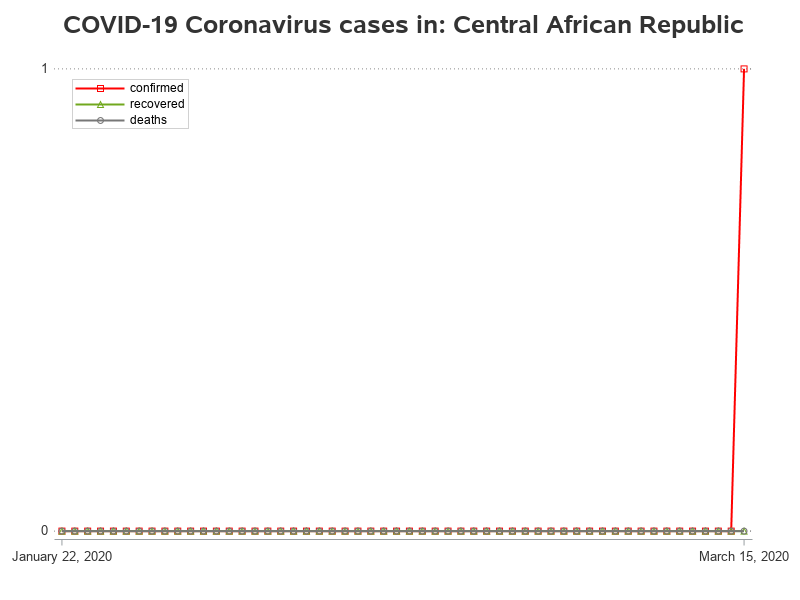 COVID-19 Coronavirus cases in: Central African Republic
1
confirmed
recovered
deaths
0
January 22, 2020
March 15, 2020